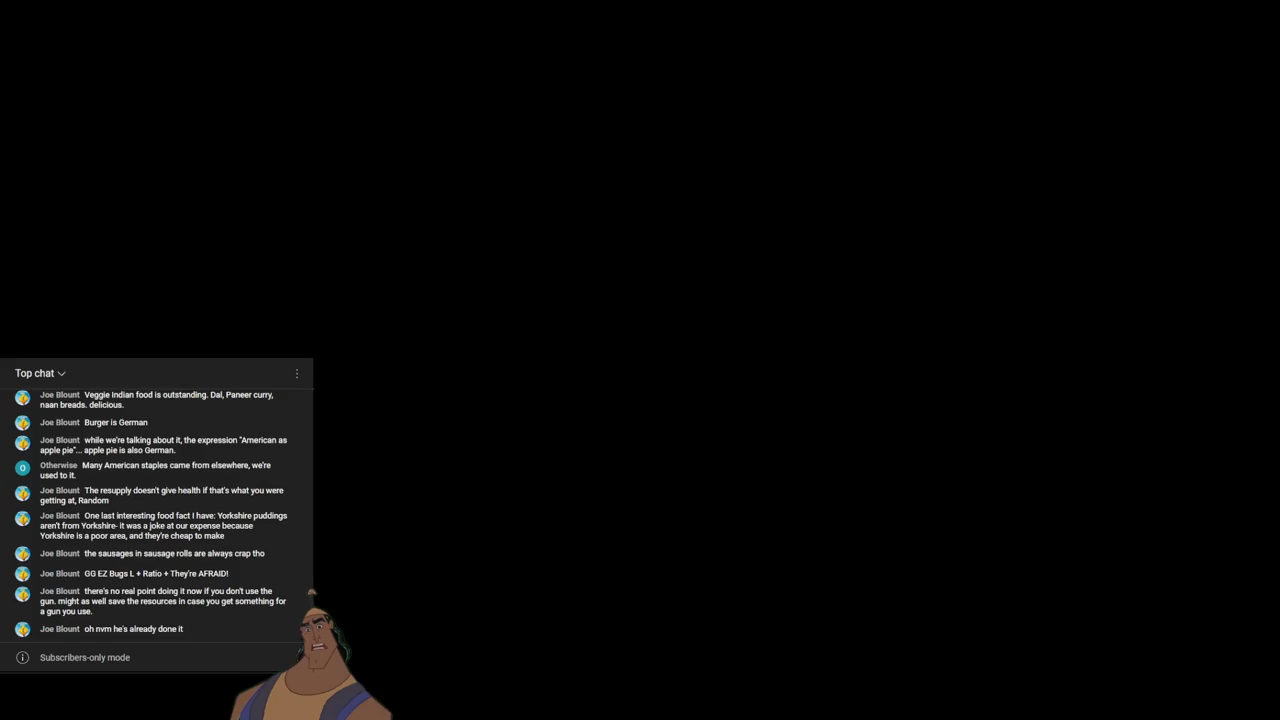 Top chat
Joe Blount Veggie Indian food is outstanding. Dal, Paneer curry,
naan breads. delicious.
Joe Blount Burger is German
Joe Blount while we're talking about it, the expression "American as
apple pie"... apple pie is also German.
O Otherwise Many American staples came from elsewhere, we're
used to it.
Joe Blount The resupply doesn't give health if that's what you were
getting at, Random
Joe Blount One last interesting food fact I have: Yorkshire puddings
aren't from Yorkshire- it was a joke at our expense because
Yorkshire is a poor area, and they're cheap to make
Joe Blount the sausages in sausage rolls are always crap tho
Joe Blount GG EZ Bugs L + Ratio + They're AFRAID!
Joe Blount there's no real point doing it now if you don't use the
gun. might as well save the resources in case you get something for
a gun you use.
Joe Blount oh nvm he's already done it
Subscribers-only mode